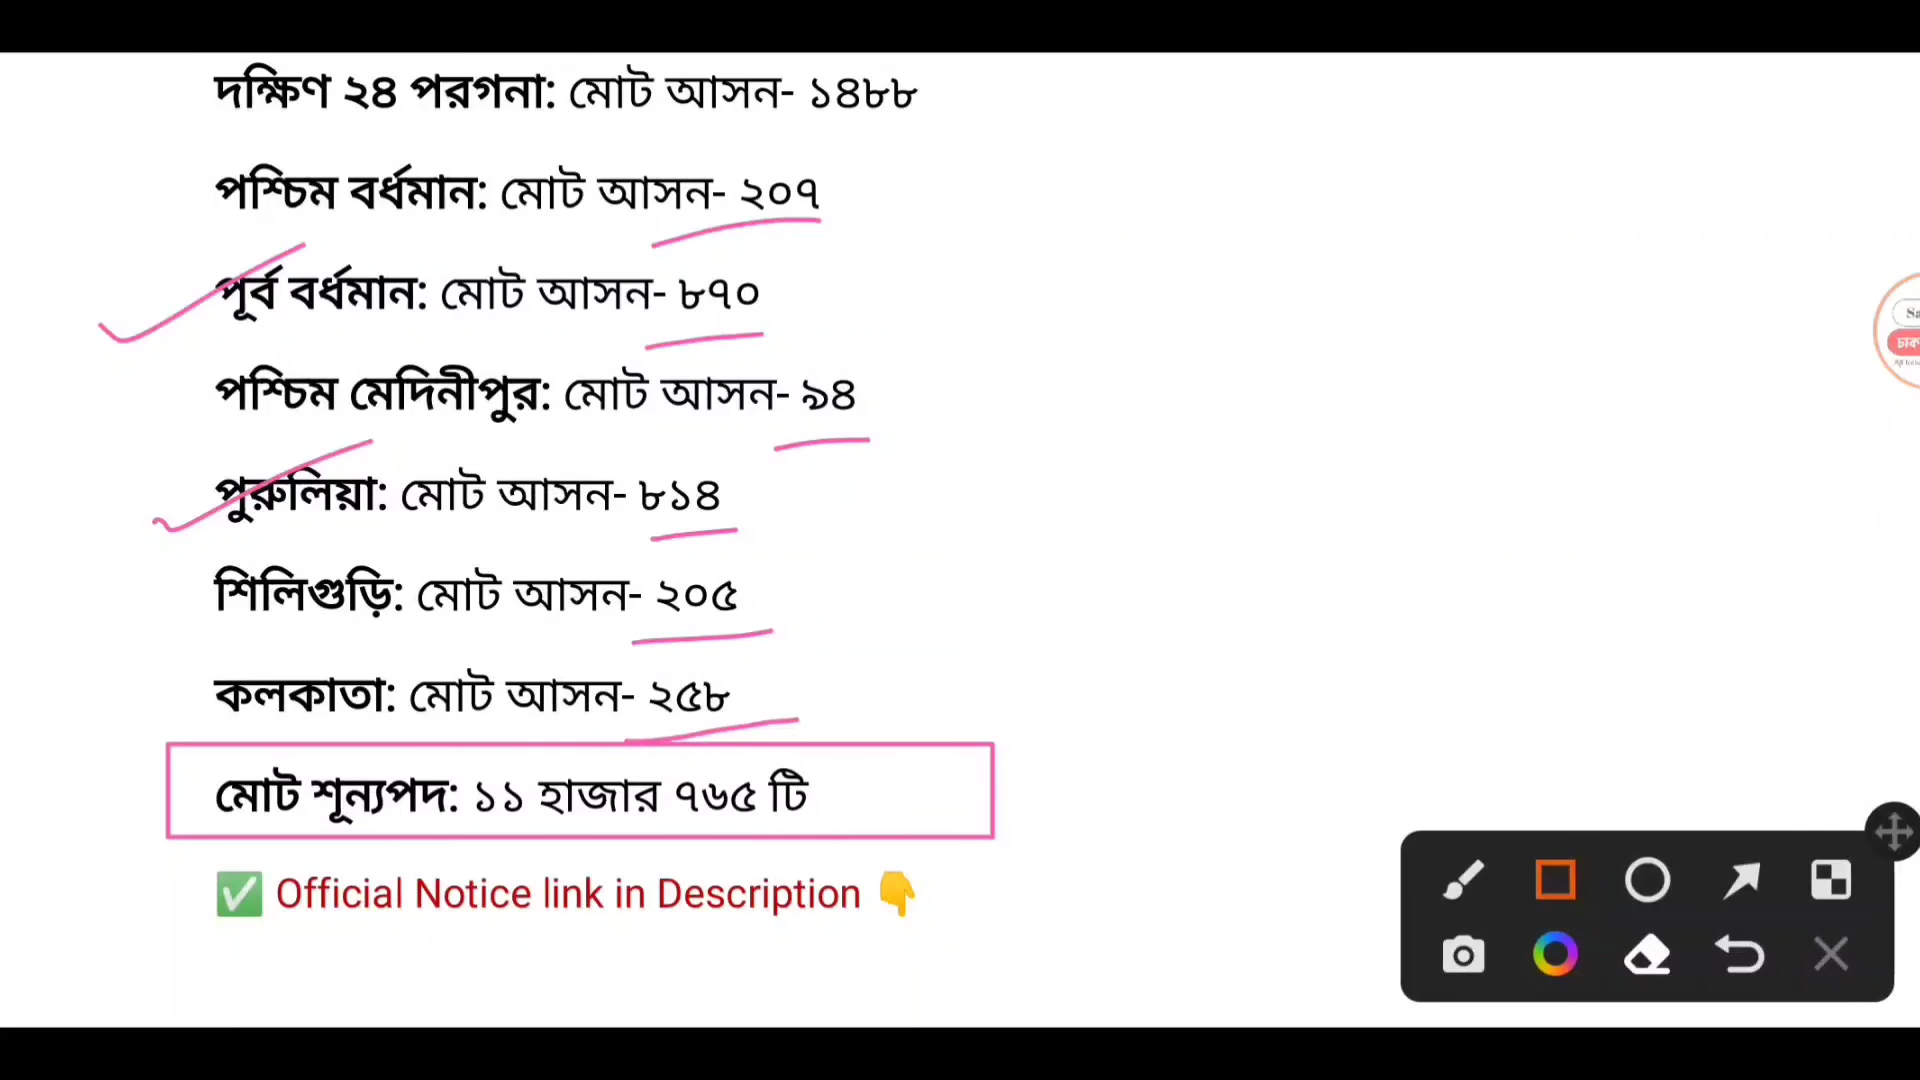 দক্ষিণ ২৪ পরগনা: মোট আসন- ১৪৮৮
পশ্চিম বর্ধমান: মোট আসন- ২০৭
পূর্ব বর্ধমান: মোট আসন- ৮৭০
পশ্চিম মেদিনীপুর: মোট আসন- ৯৪
পুরুলিয়া: মোট আসন- ৮১৪
শিলিগুড়ি: মোট আসন- ২০৫
কলকাতা: মোট আসন- ২৫৮
মোট শূন্যপদ: ১১ হাজার ৭৬৫ টি
✅ Official Notice link in Description 👇